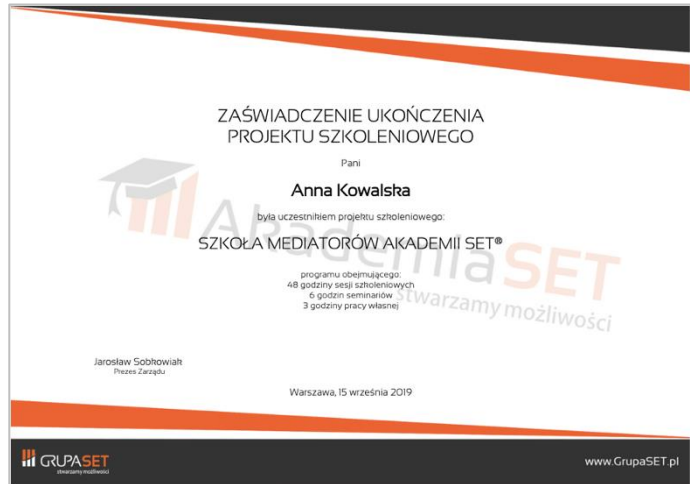 ZAŚWIADCZENIE UKOŃCZENIA
PROJEKTU SZKOLENIOWEGO
Pani
Anna Kowalska
była uczestnikiem projektu szkoleniowego:
SZKOŁA MEDIATORÓW AKADEMII SET®
AkademiaSET
stwarzamy możliwości
programu obejmującego:
48 godziny sesji szkoleniowych
6 godzin seminariów
3 godziny pracy własnej
Jarosław Sobkowiak
Prezes Zarządu
Warszawa, 15 września 2019
GRUPASET
stwarzamy możliwości
www.GrupaSET.pl